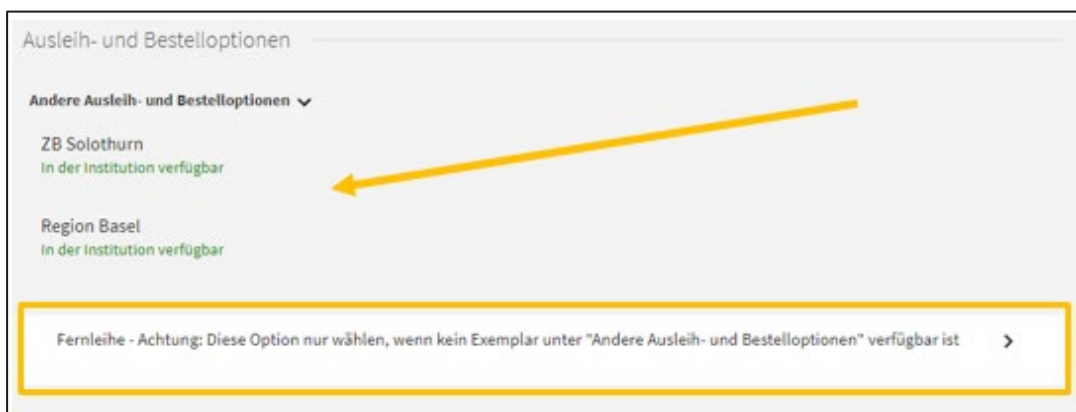 Ausleih- und Bestelloptionen
Andere Ausleih- und Bestelloptionen
ZB Solothurn
In der Institution verfügbar
Region Basel
In der Institution verfügbar
Fernleihe - Achtung: Diese Option nur wählen, wenn kein Exemplar unter "Andere Ausleih- und Bestelloptionen" verfügbar ist